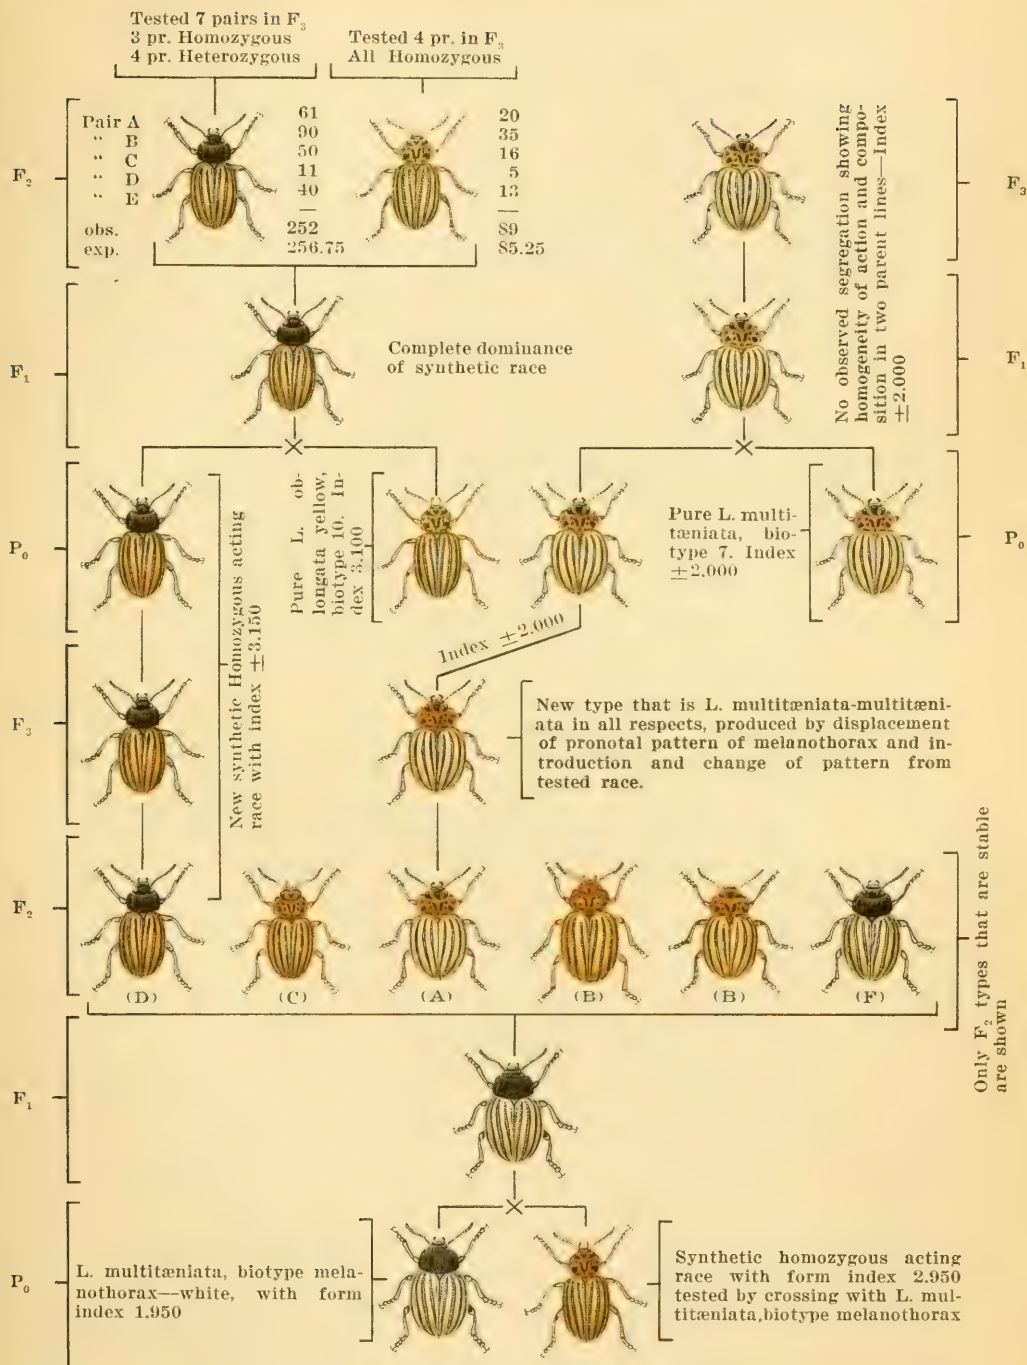 Tested 7 pairs in F₃
3 pr. Homozygous
4 pr. Heterozygous
Tested 4 pr. in F₃
All Homozygous
Pair A 61 20
“ B 90 35
“ C 50 16
“ D 11 5
“ E 40 13
obs. 252 89
exp. 256.75 85.25
F₂
No observed segregation showing
homogeneity of action and compo-
sition in two parent lines—Index
±2.000
F₃
F₁
Complete dominance
of synthetic race
F₁
P₀
New synthetic Homozygous acting
race with index ±3.150
Pure L. ob-
longata yellow,
biotype 10. In-
dex 3.100
Pure L. multi-
tæniata, bio-
type 7. Index
±2.000
P₀
Index ±2.000
F₃
New type that is L. multitæniata-multitæni-
ata in all respects, produced by displacement
of pronotal pattern of melanothorax and in-
troduction and change of pattern from
tested race.
F₂
(D) (C) (A) (B) (B) (F)
Only F₂ types that are stable
are shown
F₁
P₀
L. multitæniata, biotype mela-
nothorax—white, with form
index 1.950
Synthetic homozygous acting
race with form index 2.950
tested by crossing with L. mul-
titæniata, biotype melanothorax